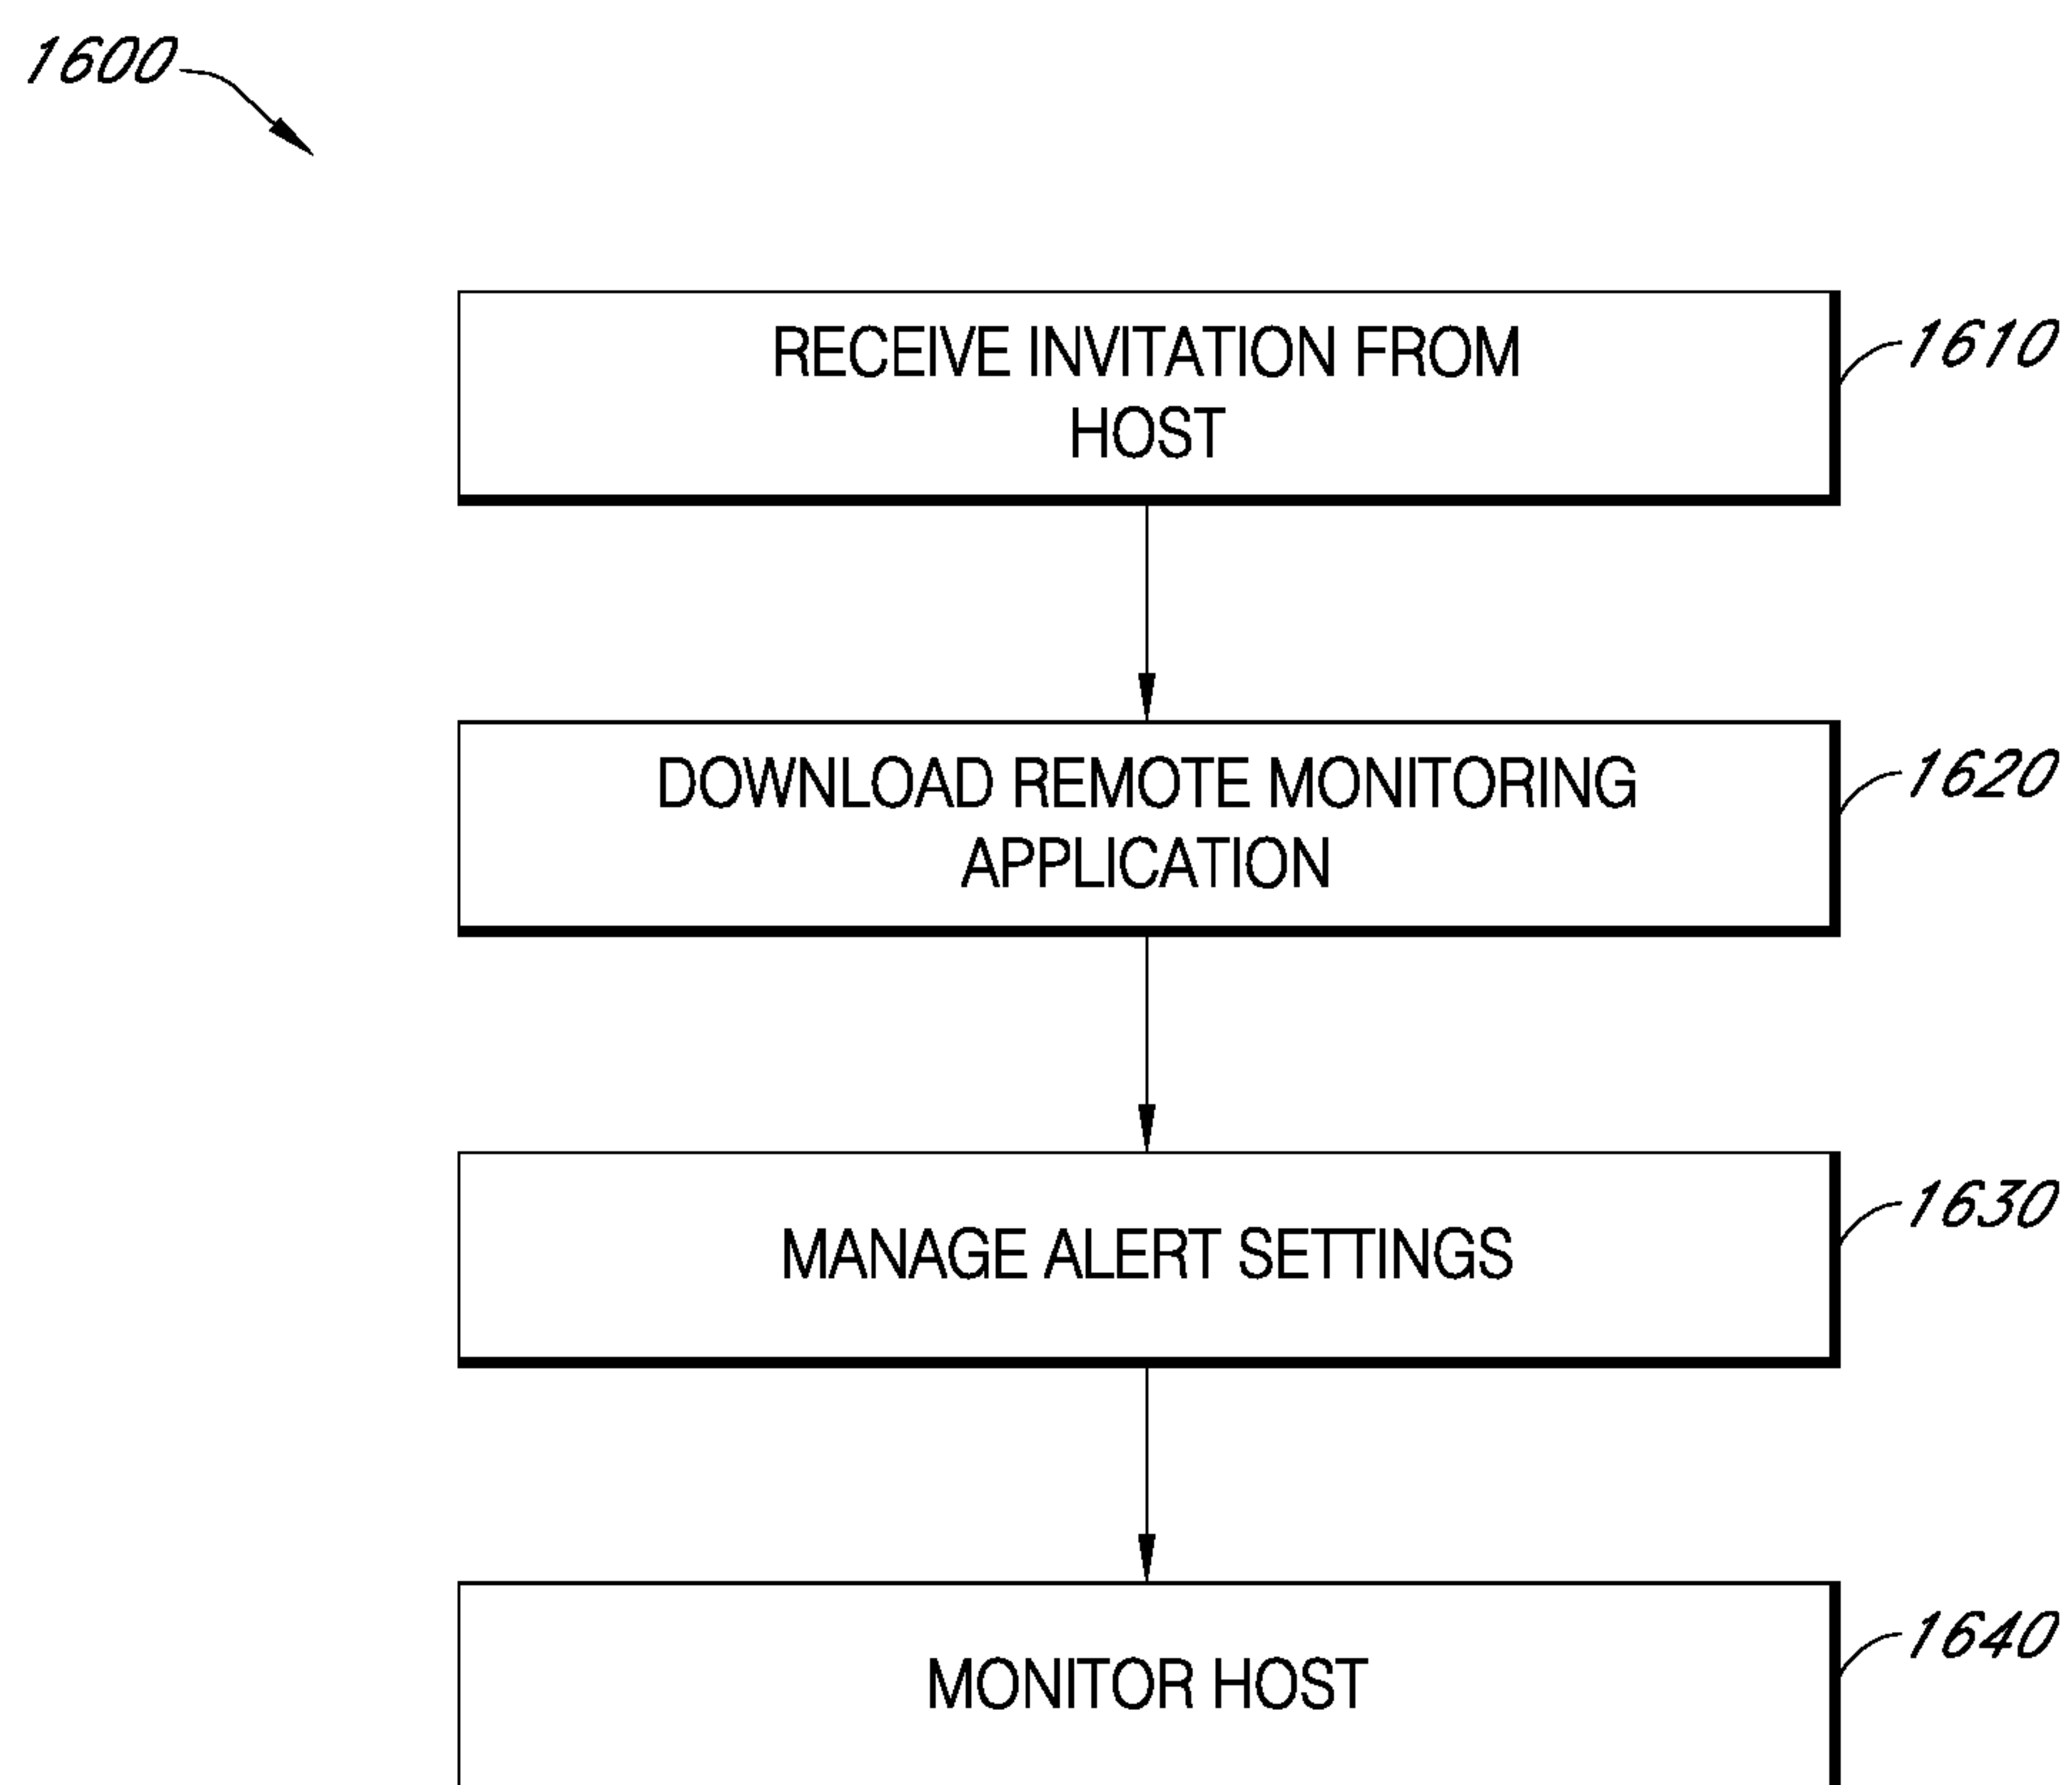 1600
RECEIVE INVITATION FROM
HOST
1610
DOWNLOAD REMOTE MONITORING
APPLICATION
1620
MANAGE ALERT SETTINGS
1630
MONITOR HOST
1640